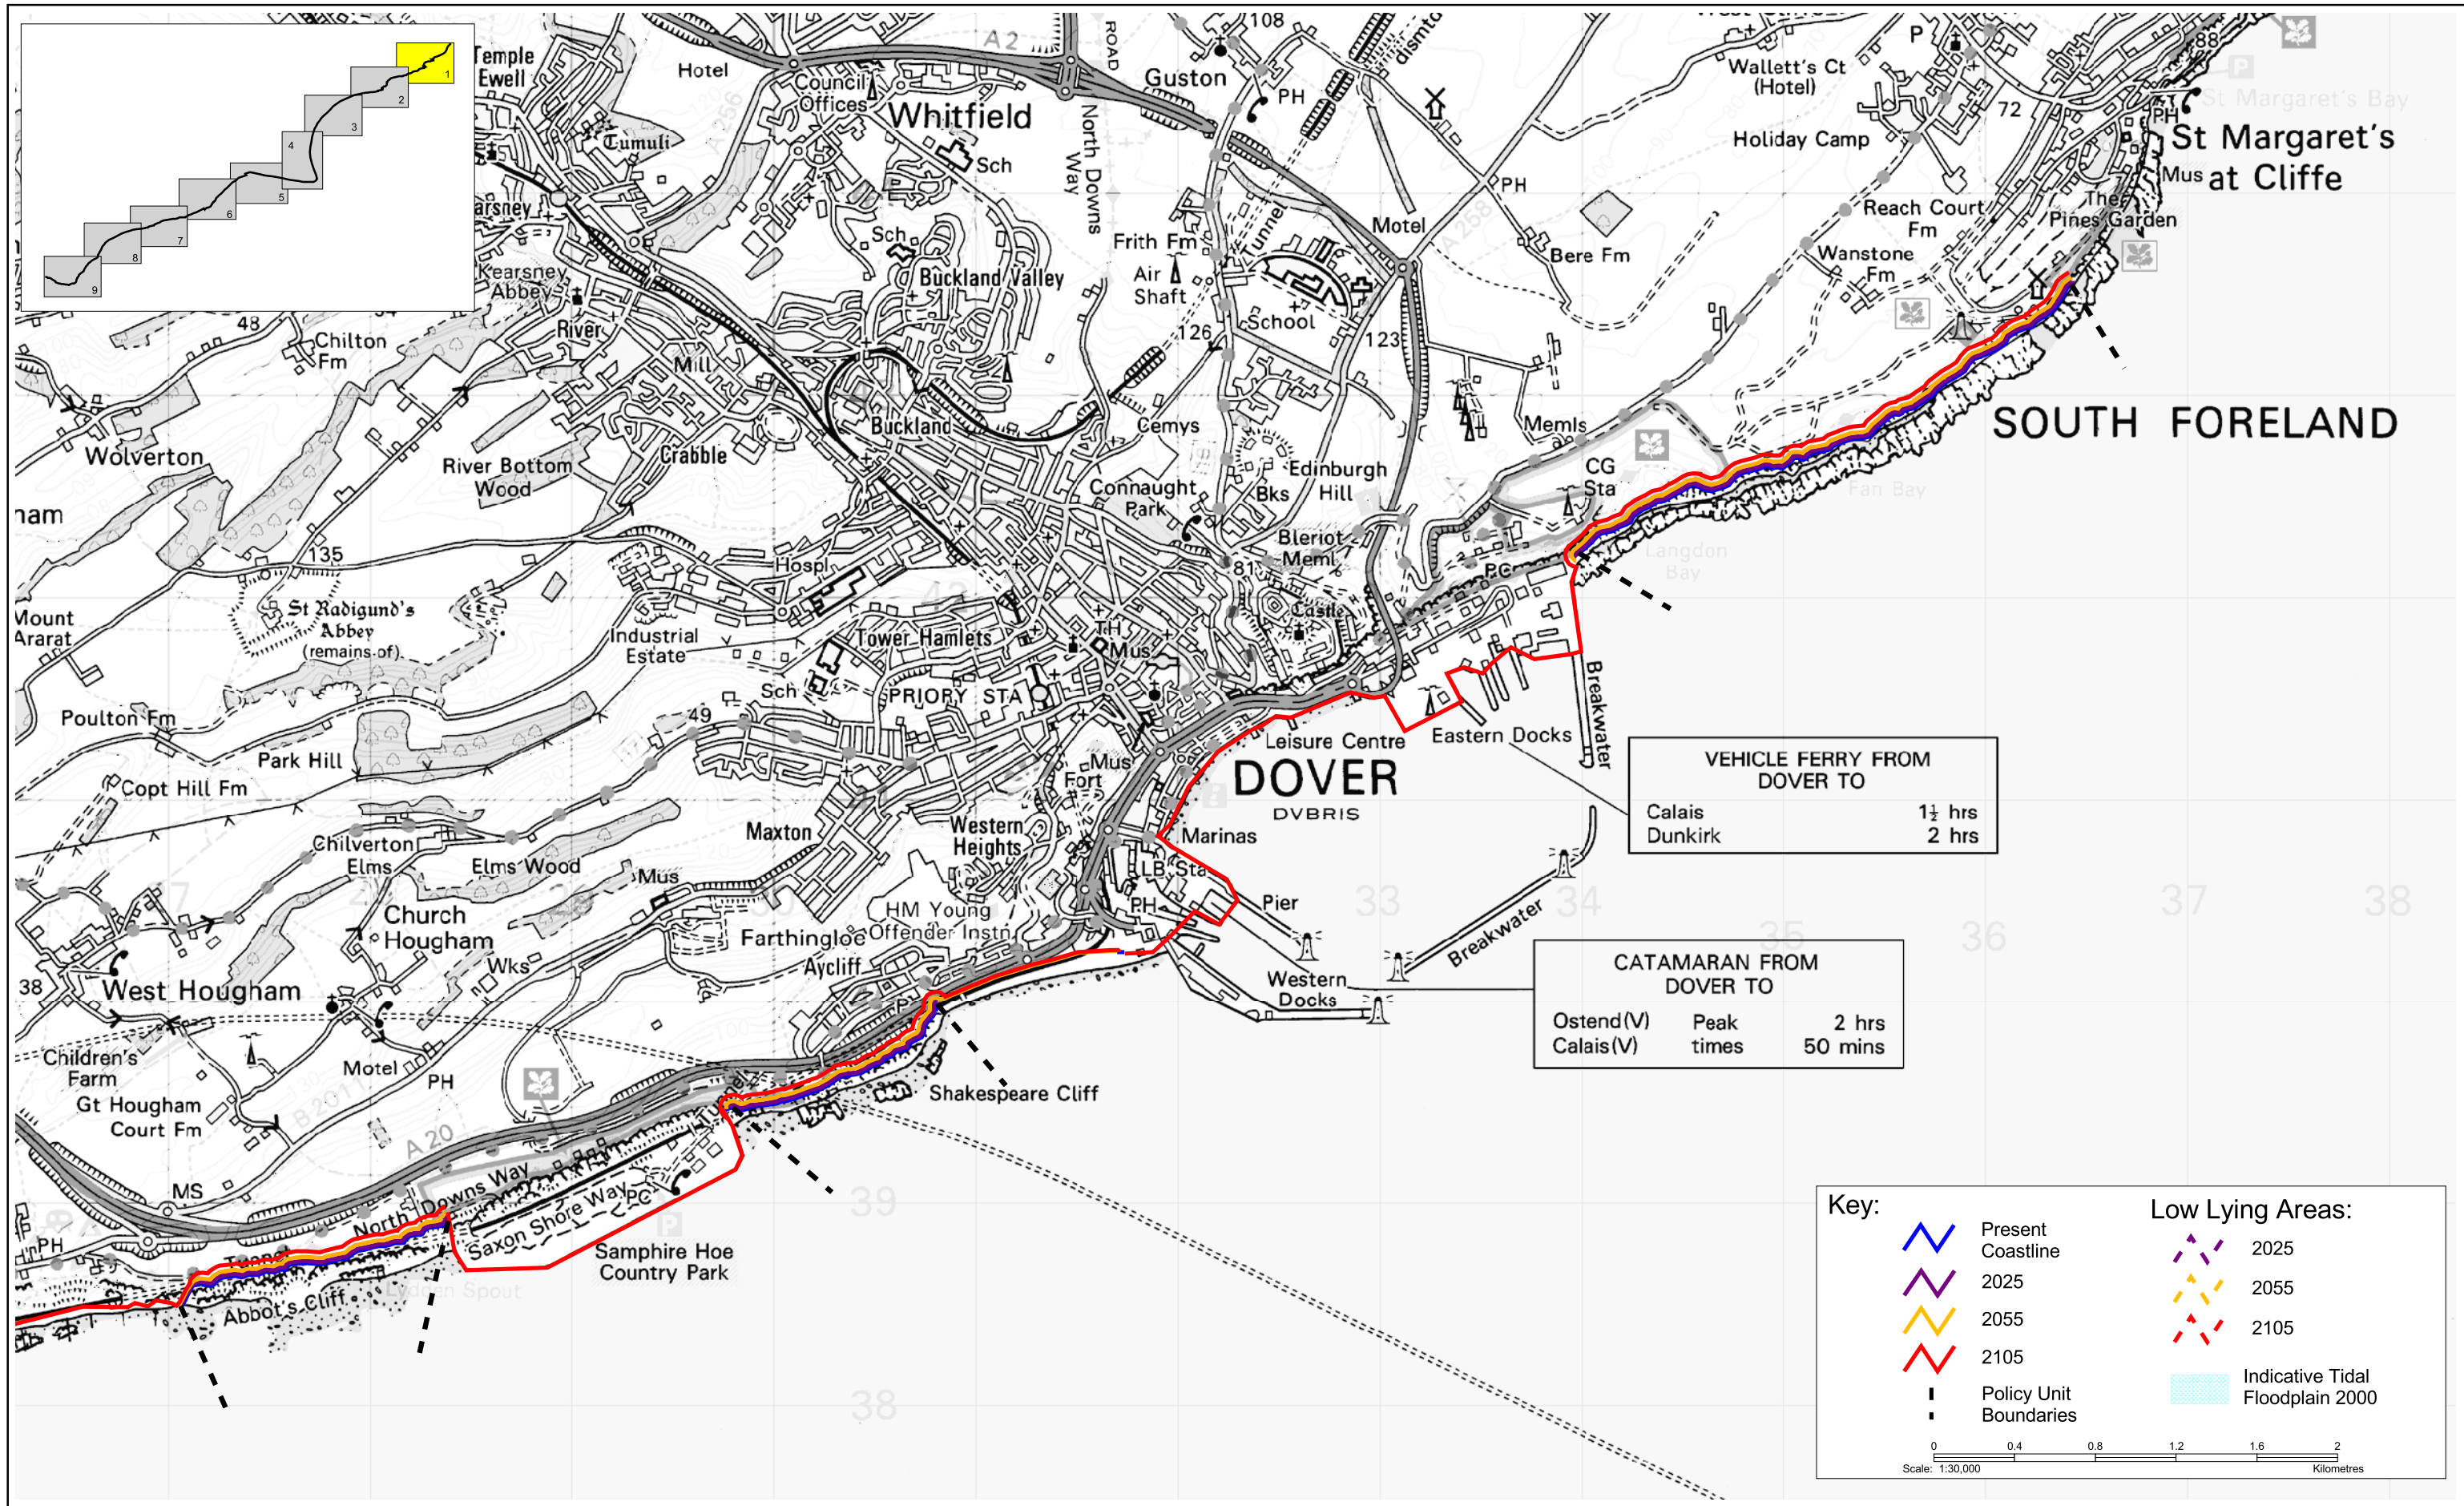 1
2
3
4
5
6
7
8
9
Temple
Ewell
Hotel
A 2
Council
Offices
Whitfield
ROAD
North Downs
Way
108
Guston
PH
Wallett's Ct
(Hotel)
P
88
P
St Margaret's Bay
PH
St Margaret's
at Cliffe
Mus
72
Holiday Camp
The
Pines Garden
Reach Court
Fm
Wanstone
Fm
Tumuli
A 256
Sch
Sch
Buckland Valley
Frith Fm
Air
Shaft
Tunnel
Motel
A 258
PH
Bere Fm
School
126
123
Kearsney
Abbey
River
48
Chilton
Fm
Mill
Buckland
Cemys
Crabble
Wolverton
River Bottom
Wood
Connaught
Park
Bks
Edinburgh
Hill
Memls
CG
Sta
SOUTH FORELAND
Fan Bay
Langdon
Bay
Bleriot
Meml
81
PC
Castle
135
St Radigund's
Abbey
(remains of)
Mount
Ararat
Hospl
Industrial
Estate
Tower Hamlets
TH
Mus
Sch
PRIORY STA
49
Poulton Fm
Park Hill
Copt Hill Fm
Chilverton
Elms
Elms Wood
Maxton
Western
Heights
Mus
Fort
Leisure Centre
DOVER
DVBRIS
Eastern Docks
Breakwater
Marinas
LB Sta
PH
Pier
Breakwater
Western
Docks
VEHICLE FERRY FROM
DOVER TO
Calais 1½ hrs
Dunkirk 2 hrs
CATAMARAN FROM
DOVER TO
Ostend (V) Peak 2 hrs
Calais (V) times 50 mins
33
34
35
36
37
38
Mus
HM Young
Offender Instn
Farthingloe
Aycliff
Church
Hougham
Wks
38
West Hougham
Children's
Farm
Motel
PH
Gt Hougham
Court Fm
B 2011
A 20
MS
PH
North Downs Way
Saxon Shore Way
PC
P
Tunnel
Tunnel
Shakespeare Cliff
Samphire Hoe
Country Park
Abbot's Cliff
Lydden Spout
39
38
Key:
Present
Coastline
2025
2055
2105
Policy Unit
Boundaries
Low Lying Areas:
2025
2055
2105
Indicative Tidal
Floodplain 2000
0 0.4 0.8 1.2 1.6 2
Scale: 1:30,000 Kilometres